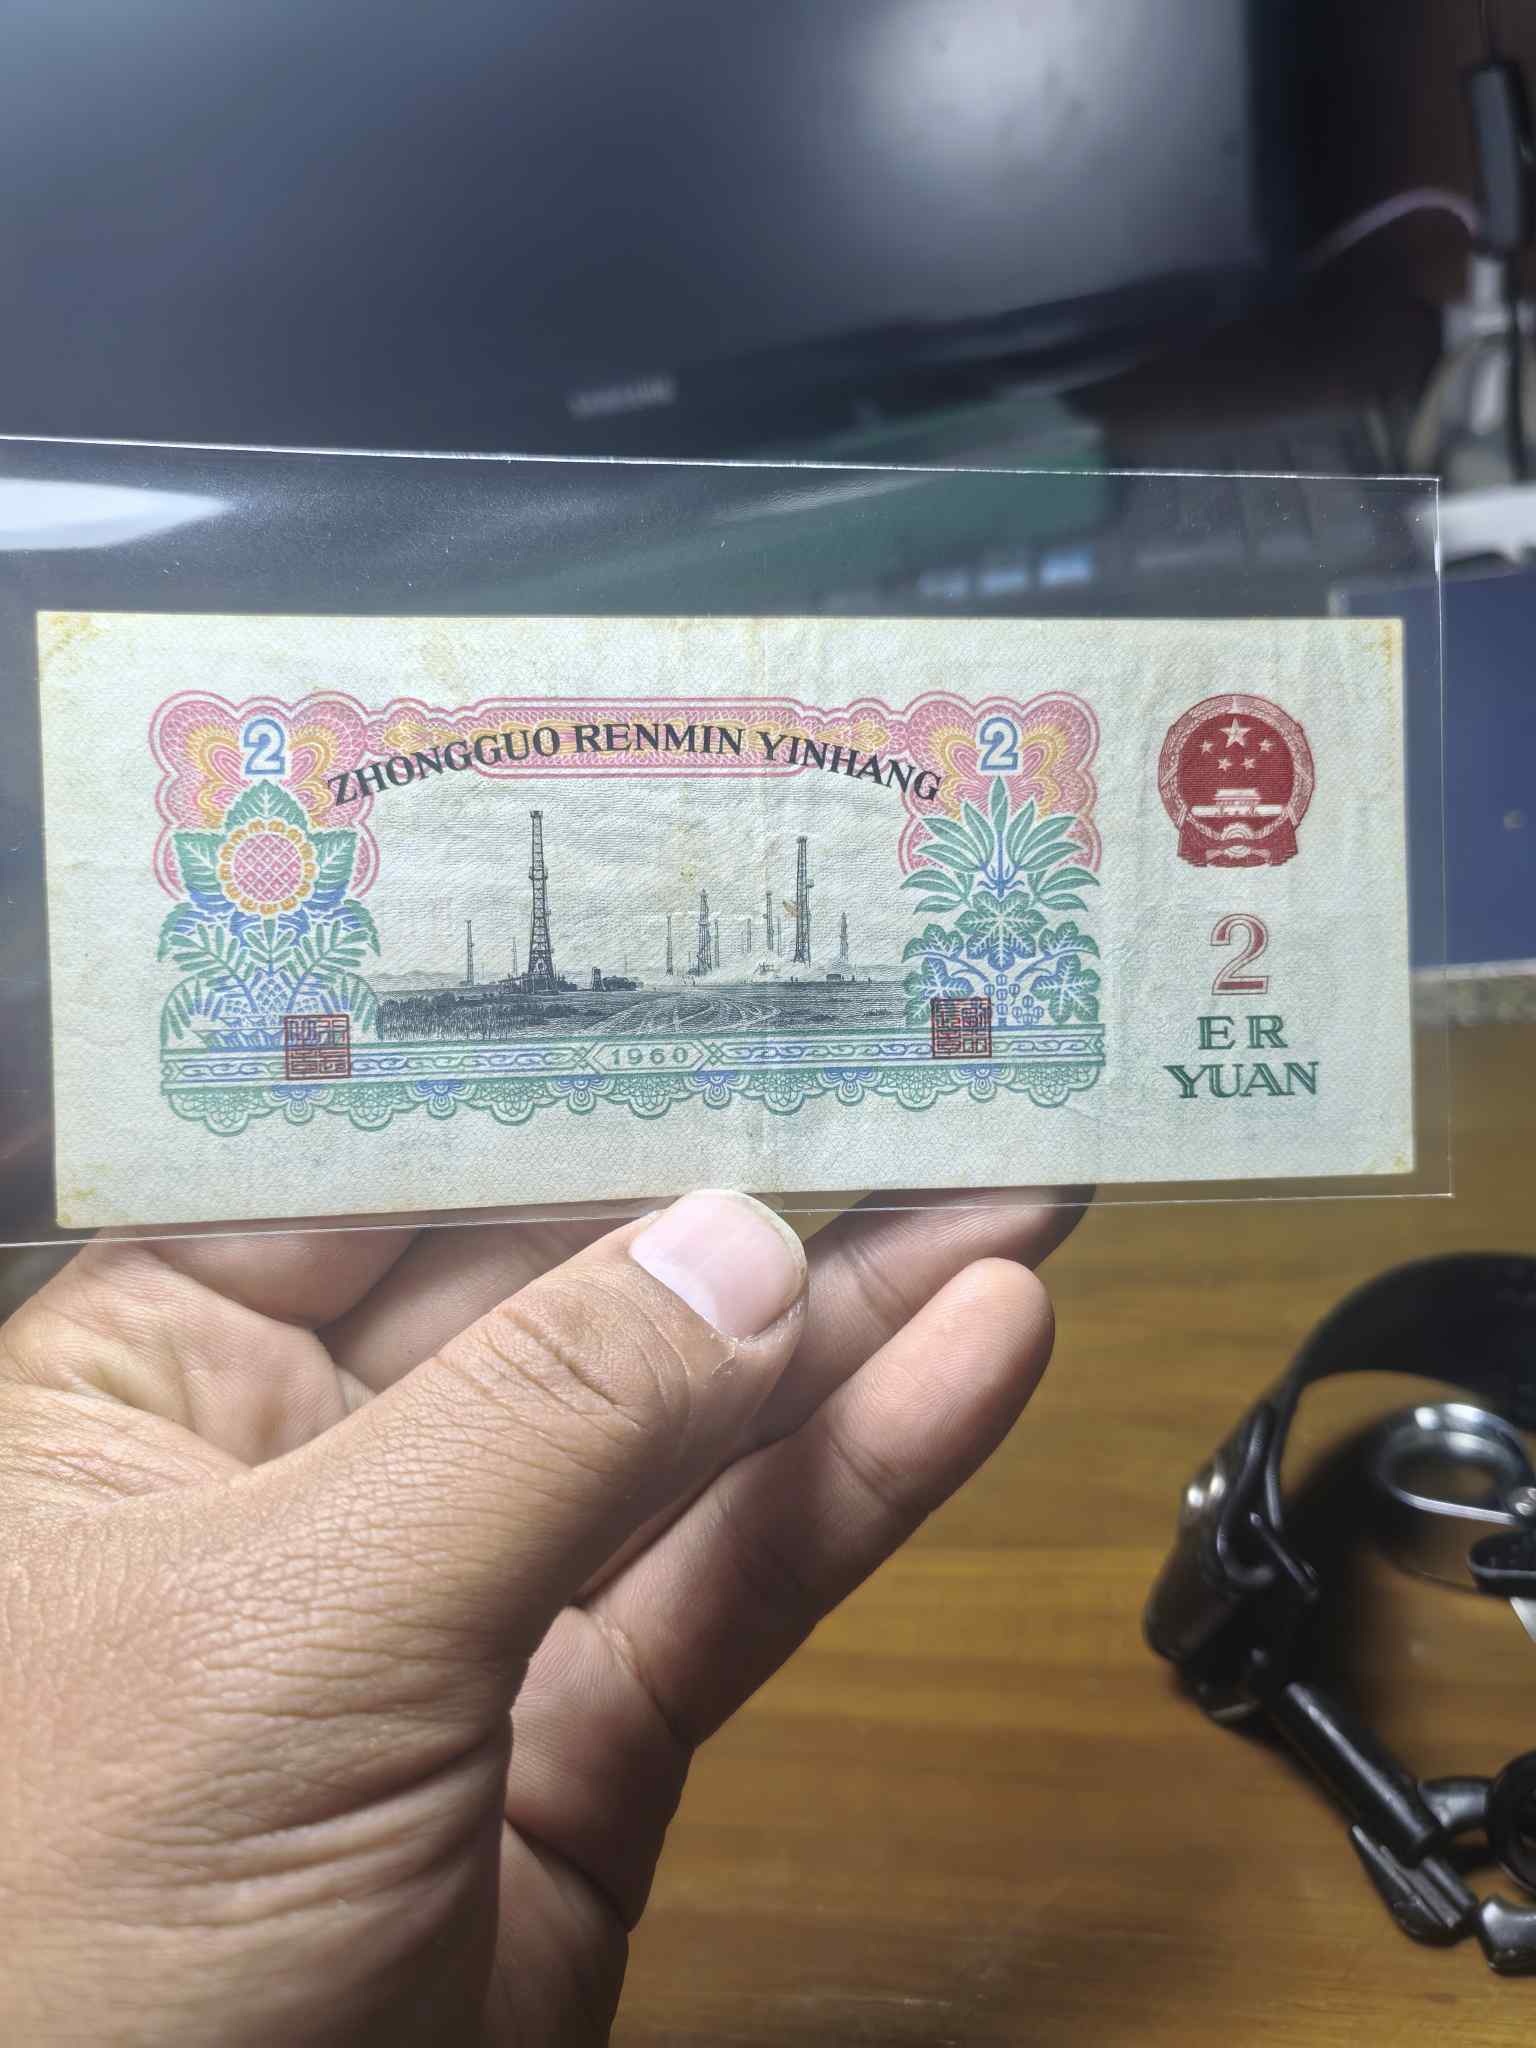 2
ZHONGGUO RENMIN YINHANG
2
1960
2
ER
YUAN